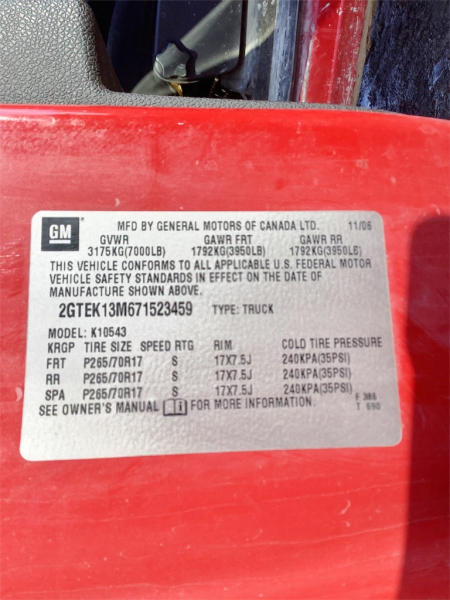 GM
MFD BY GENERAL MOTORS OF CANADA LTD. 11/06
GVWR GAWR FRT GAWR RR
3175KG(7000LB) 1792KG(3950LB) 1792KG(3950LB)
THIS VEHICLE CONFORMS TO ALL APPLICABLE U.S. FEDERAL MOTOR
VEHICLE SAFETY STANDARDS IN EFFECT ON THE DATE OF
MANUFACTURE SHOWN ABOVE.
2GTEK13M671523459 TYPE: TRUCK
MODEL: K10543
KRGP TIRE SIZE SPEED RTG RIM COLD TIRE PRESSURE
FRT P265/70R17 S 17X7.5J 240KPA(35PSI)
RR P265/70R17 S 17X7.5J 240KPA(35PSI)
SPA P265/70R17 S 17X7.5J 240KPA(35PSI)
SEE OWNER'S MANUAL FOR MORE INFORMATION.
F 386
T 690